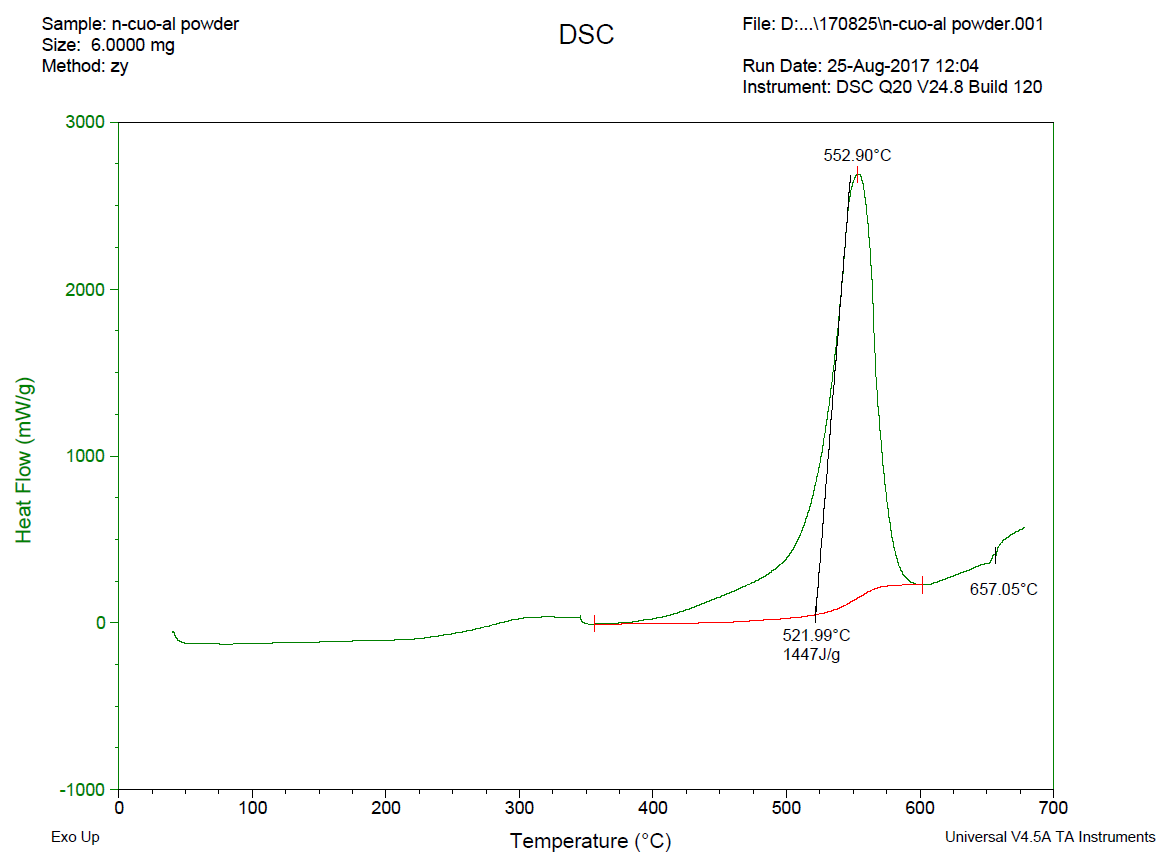 Sample: n-cuo-al powder
Size:  6.0000 mg
Method: zy
DSC
File: D:...\170825\n-cuo-al powder.001
Run Date: 25-Aug-2017 12:04
Instrument: DSC Q20 V24.8 Build 120
552.90°C
657.05°C
521.99°C
1447J/g
3000
2000
1000
0
-1000
Heat Flow (mW/g)
0 100 200 300 400 500 600 700
Temperature (°C)
Exo Up
Universal V4.5A TA Instruments